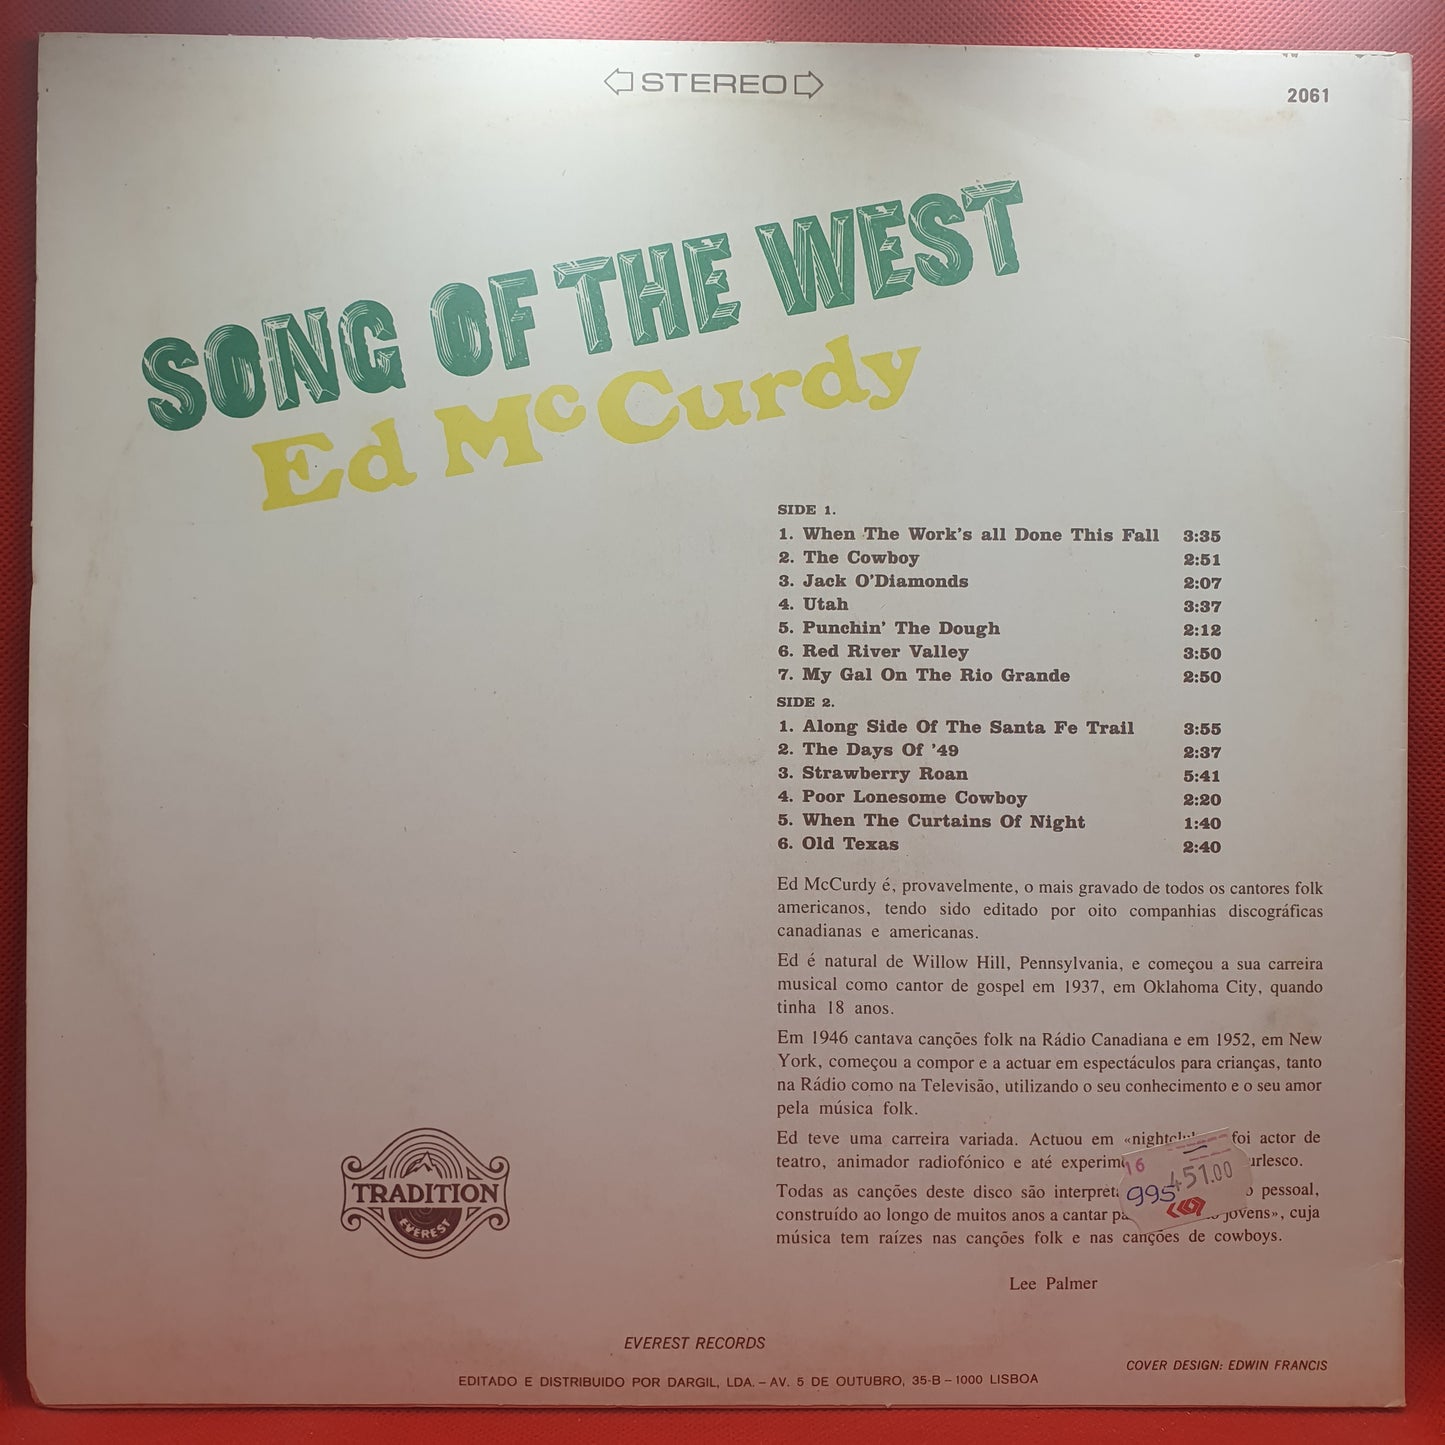 STEREO
2061
SONG OF THE WEST
Ed McCurdy
SIDE 1.
1. When The Work's all Done This Fall 3:35
2. The Cowboy 2:51
3. Jack O'Diamonds 2:07
4. Utah 3:37
5. Punchin' The Dough 2:12
6. Red River Valley 3:50
7. My Gal On The Rio Grande 2:50
SIDE 2.
1. Along Side Of The Santa Fe Trail 3:55
2. The Days Of '49 2:37
3. Strawberry Roan 5:41
4. Poor Lonesome Cowboy 2:20
5. When The Curtains Of Night 1:40
6. Old Texas 2:40
Ed McCurdy é, provavelmente, o mais gravado de todos os cantores folk
americanos, tendo sido editado por oito companhias discográficas
canadianas e americanas.
Ed é natural de Willow Hill, Pennsylvania, e começou a sua carreira
musical como cantor de gospel em 1937, em Oklahoma City, quando
tinha 18 anos.
Em 1946 cantava canções folk na Rádio Canadiana e em 1952, em New
York, começou a compor e a actuar em espectáculos para crianças, tanto
na Rádio como na Televisão, utilizando o seu conhecimento e o seu amor
pela música folk.
Ed teve uma carreira variada. Actuou em foi actor de
teatro, animador radiofónico e até
Todas as canções deste disco são pessoal,
construído ao longo de muitos anos a cantar jovens», cuja
música tem raízes nas canções folk e nas canções de cowboys.
16
451.00
995
Lee Palmer
TRADITION
EVEREST
EVEREST RECORDS
COVER DESIGN: EDWIN FRANCIS
EDITADO E DISTRIBUIDO POR DARGIL, LDA. – AV. 5 DE OUTUBRO, 35-B – 1000 LISBOA